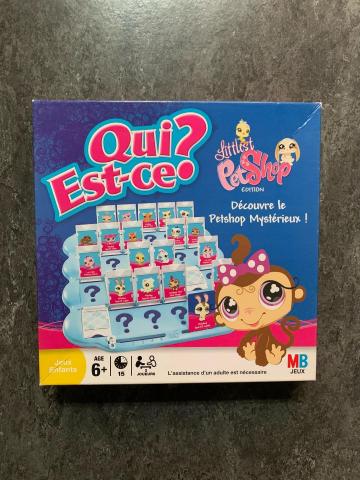 Qui
Est-ce?
Littlest
PetShop
EDITION
Découvre le
Petshop Mystérieux !
Jeux
Enfants
AGE
6+
15
2
JOUEURS
L'assistance d'un adulte est nécessaire
MB
JEUX